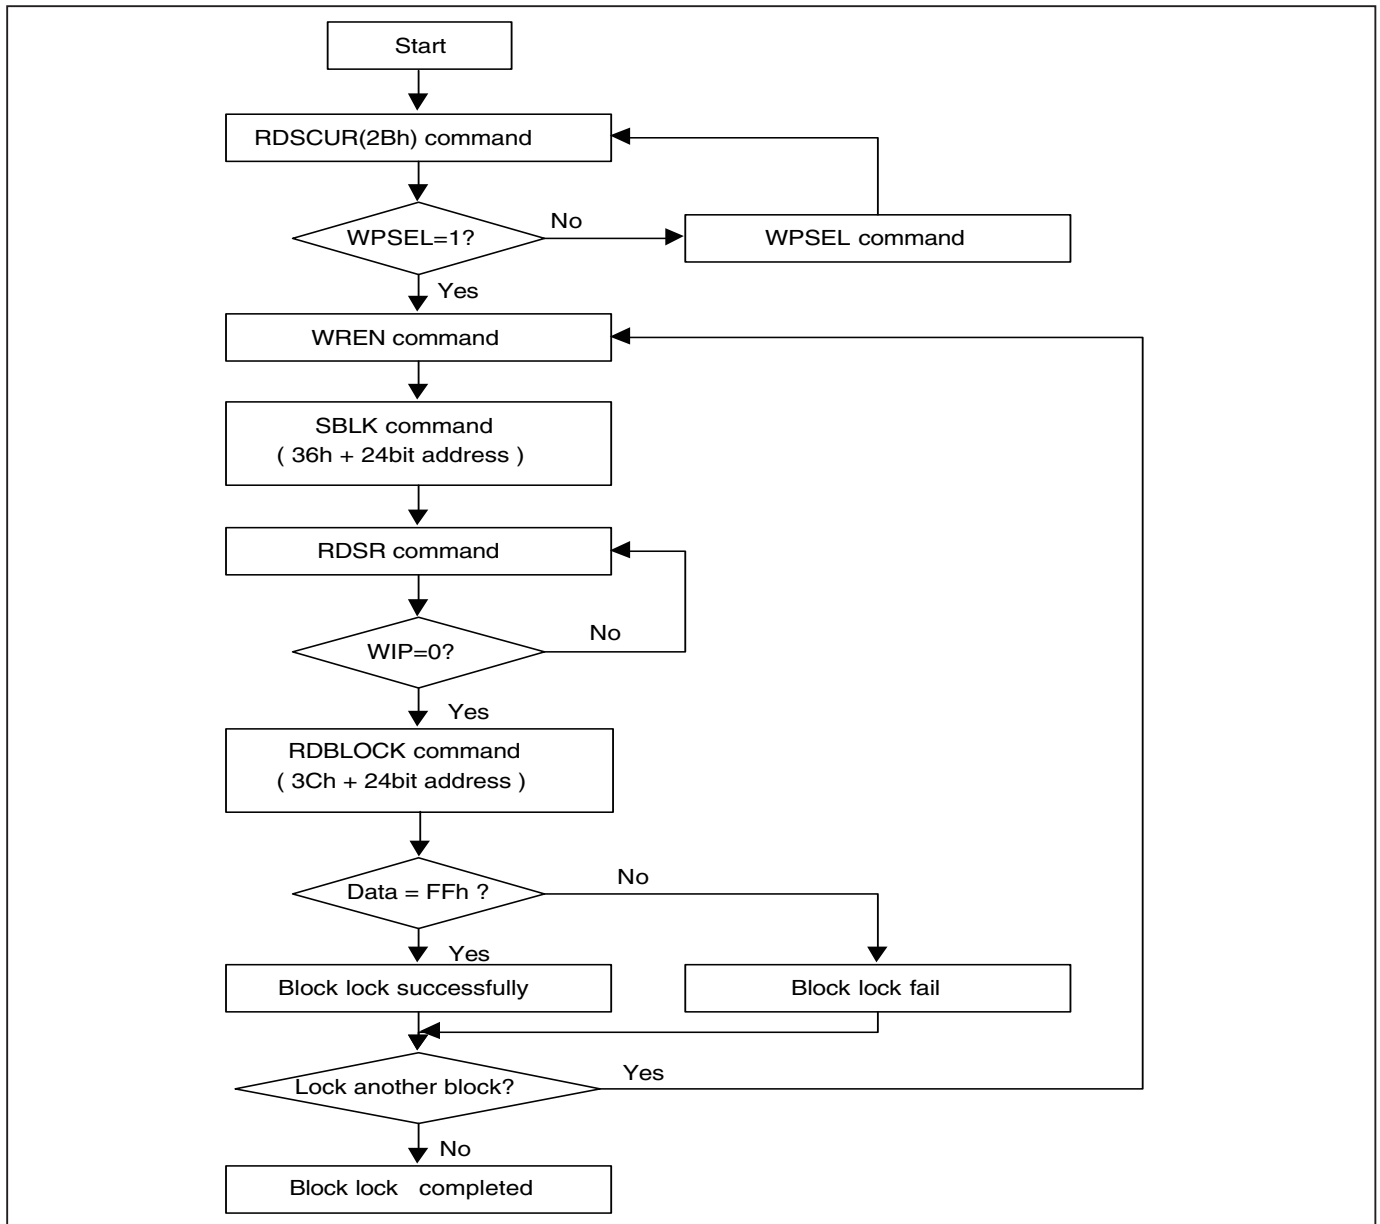 Start
RDSCUR(2Bh) command
WPSEL=1?
No
WPSEL command
Yes
WREN command
SBLK command
( 36h + 24bit address )
RDSR command
WIP=0?
No
Yes
RDBLOCK command
( 3Ch + 24bit address )
Data = FFh ?
No
Yes
Block lock successfully
Block lock fail
Lock another block?
Yes
No
Block lock completed